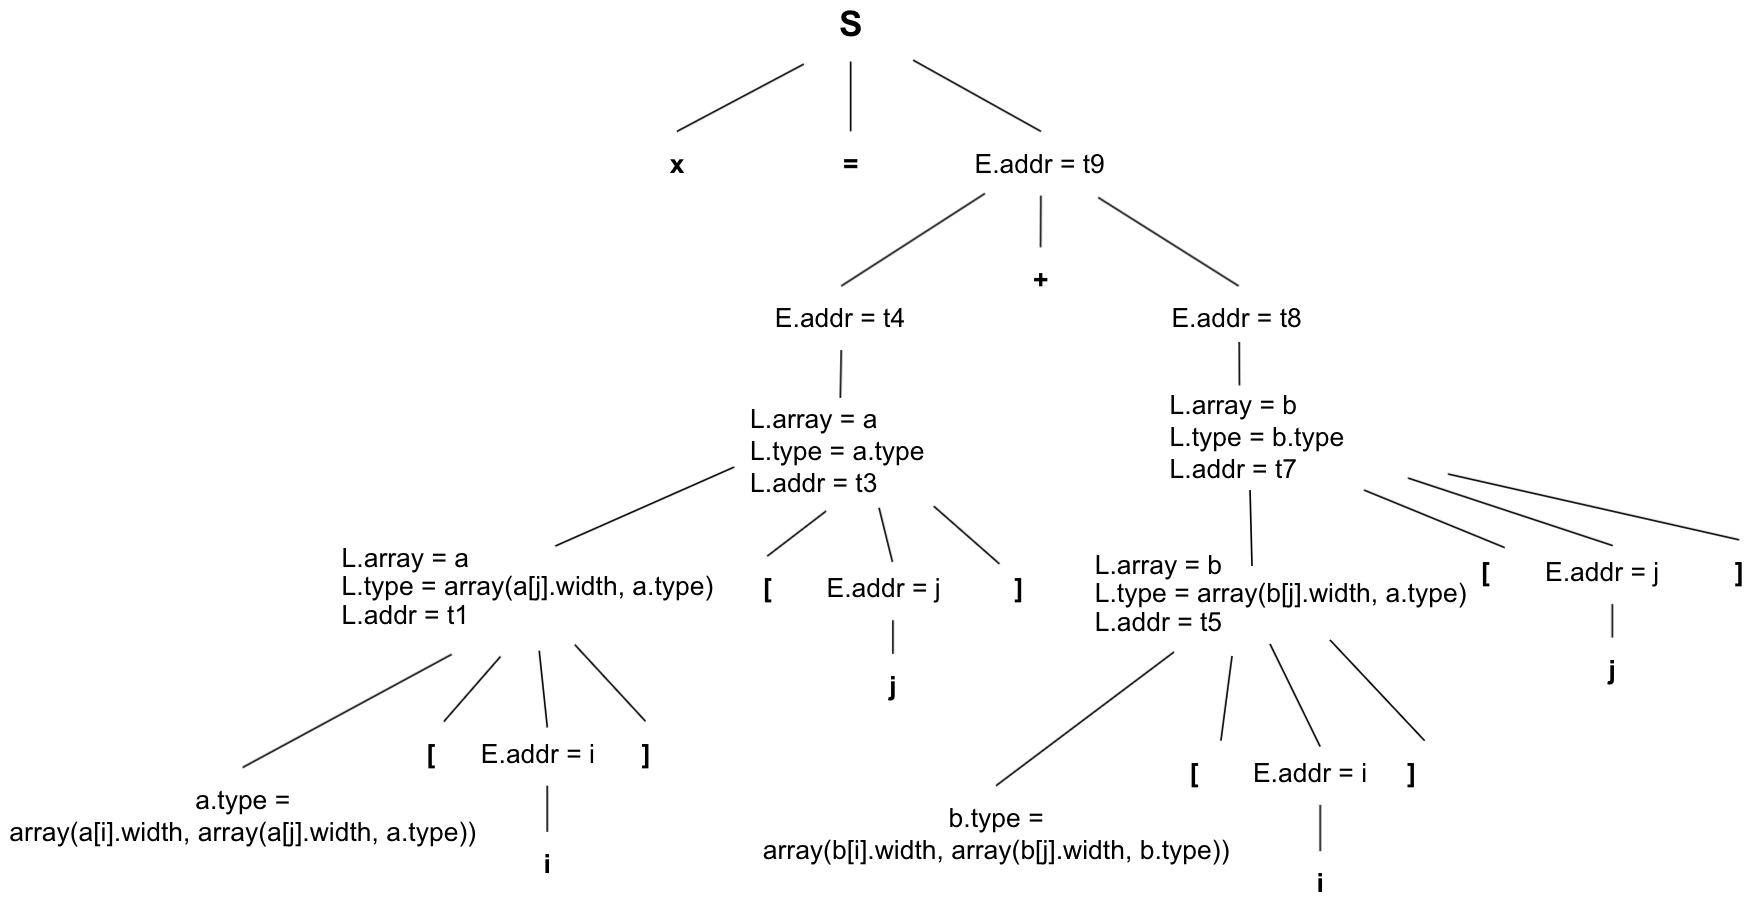 S
x = E.addr = t9
+
E.addr = t4 E.addr = t8
L.array = a
L.type = a.type
L.addr = t3
L.array = b
L.type = b.type
L.addr = t7
L.array = a
L.type = array(a[j].width, a.type)
L.addr = t1
[ E.addr = j ]
j
L.array = b
L.type = array(b[j].width, a.type)
L.addr = t5
[ E.addr = j ]
j
a.type =
array(a[i].width, array(a[j].width, a.type))
[ E.addr = i ]
i
b.type =
array(b[i].width, array(b[j].width, b.type))
[ E.addr = i ]
i